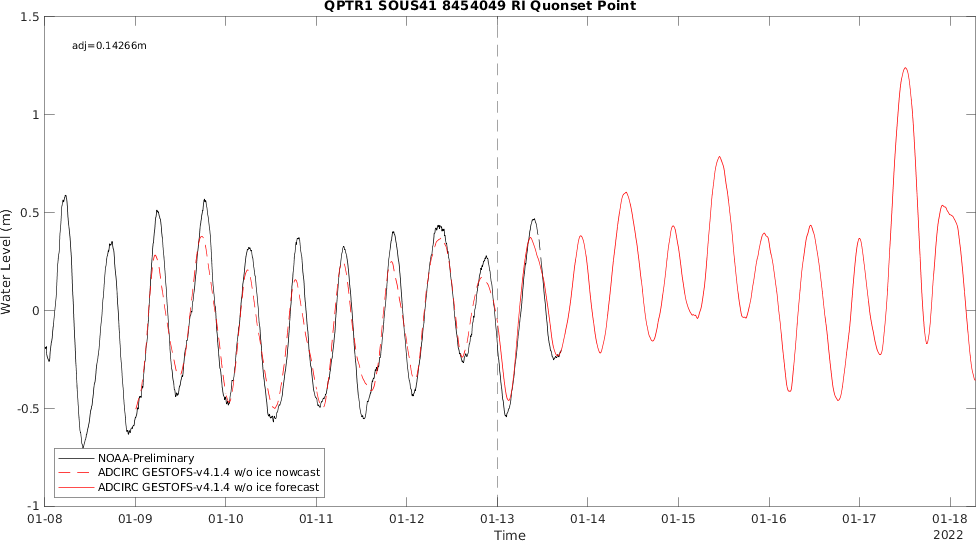 QPTR1 SOUS41 8454049 RI Quonset Point
adj=0.14266m
Water Level (m)
1.5
1
0.5
0
-0.5
-1
NOAA-Preliminary
ADCIRC GESTOFS-v4.1.4 w/o ice nowcast
ADCIRC GESTOFS-v4.1.4 w/o ice forecast
01-08 01-09 01-10 01-11 01-12 01-13 01-14 01-15 01-16 01-17 01-18
Time
2022